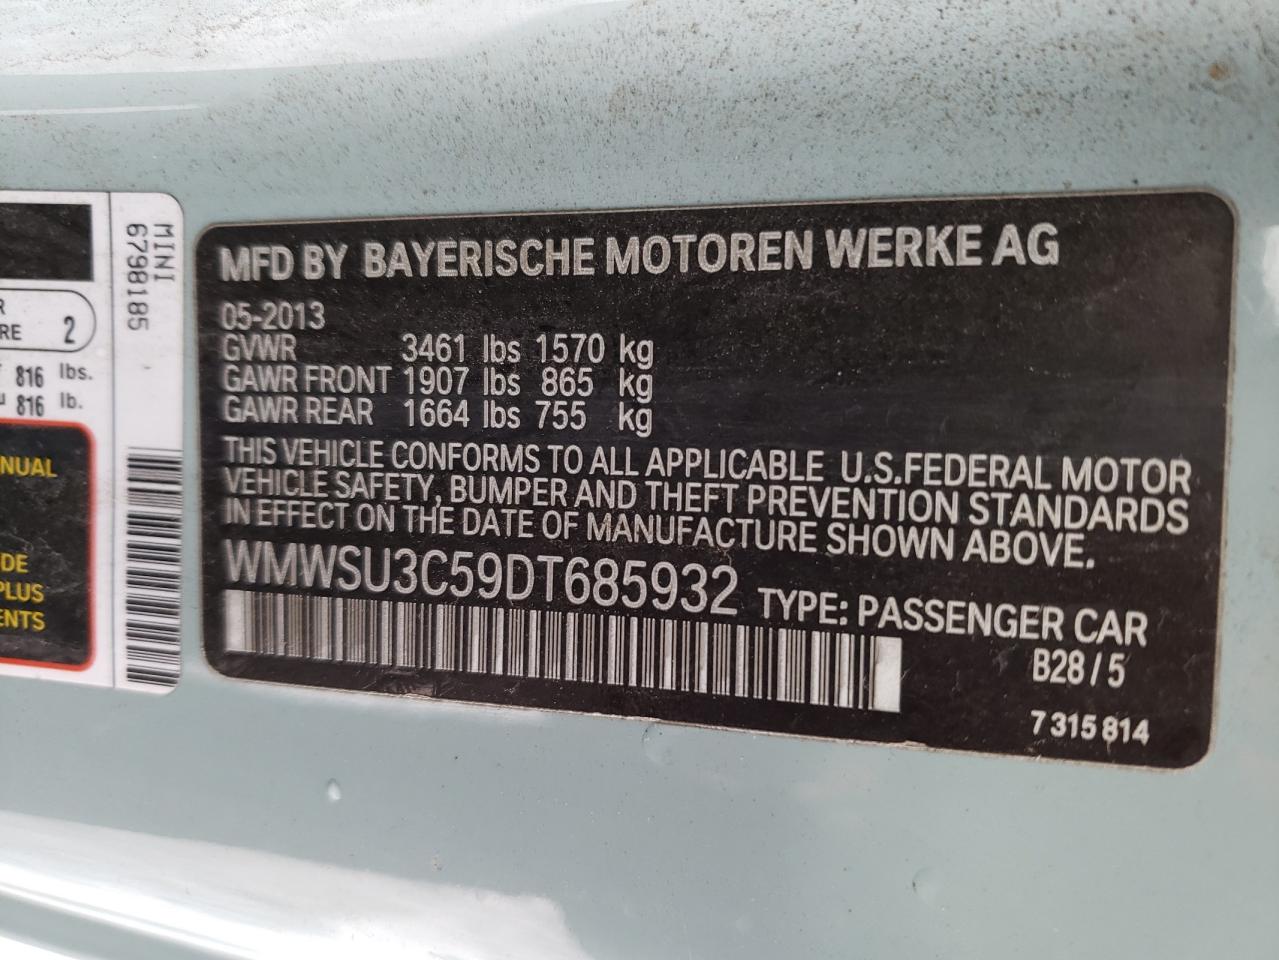 MFD BY BAYERISCHE MOTOREN WERKE AG
05-2013
GVWR 3461 lbs 1570 kg
GAWR FRONT 1907 lbs 865 kg
GAWR REAR 1664 lbs 755 kg
THIS VEHICLE CONFORMS TO ALL APPLICABLE U.S.FEDERAL MOTOR
VEHICLE SAFETY, BUMPER AND THEFT PREVENTION STANDARDS
IN EFFECT ON THE DATE OF MANUFACTURE SHOWN ABOVE.
WMWSU3C59DT685932 TYPE: PASSENGER CAR
B28/5
7 315 814
MINI
6798185
R
RE 2
816 lbs.
816 lb.
NUAL
DE
PLUS
ENTS